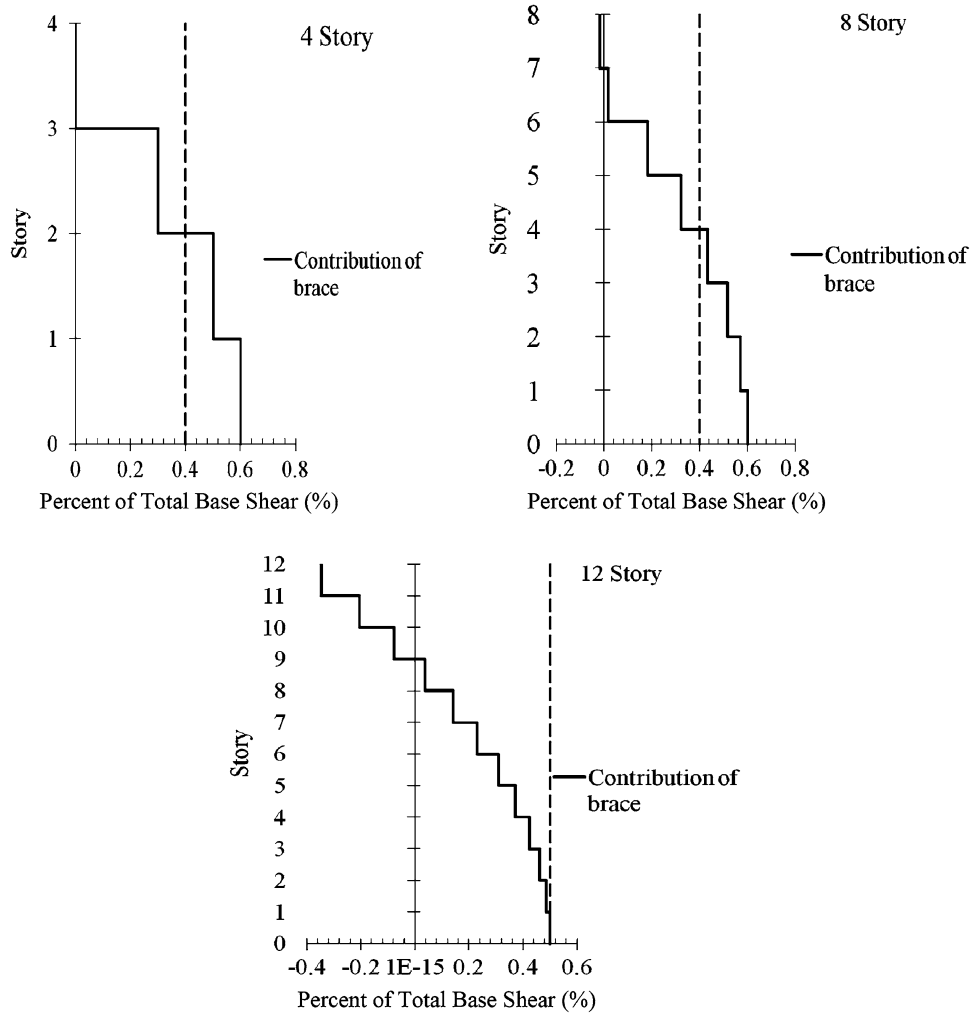 4 Story
4
3
2
1
0
Story
Contribution of
brace
0 0.2 0.4 0.6 0.8
Percent of Total Base Shear (%)
8 Story
8
7
6
5
4
3
2
1
0
Story
Contribution of
brace
-0.2 0 0.2 0.4 0.6 0.8
Percent of Total Base Shear (%)
12 Story
12
11
10
9
8
7
6
5
4
3
2
1
0
Story
Contribution of
brace
-0.4 -0.2 1E-15 0.2 0.4 0.6
Percent of Total Base Shear (%)